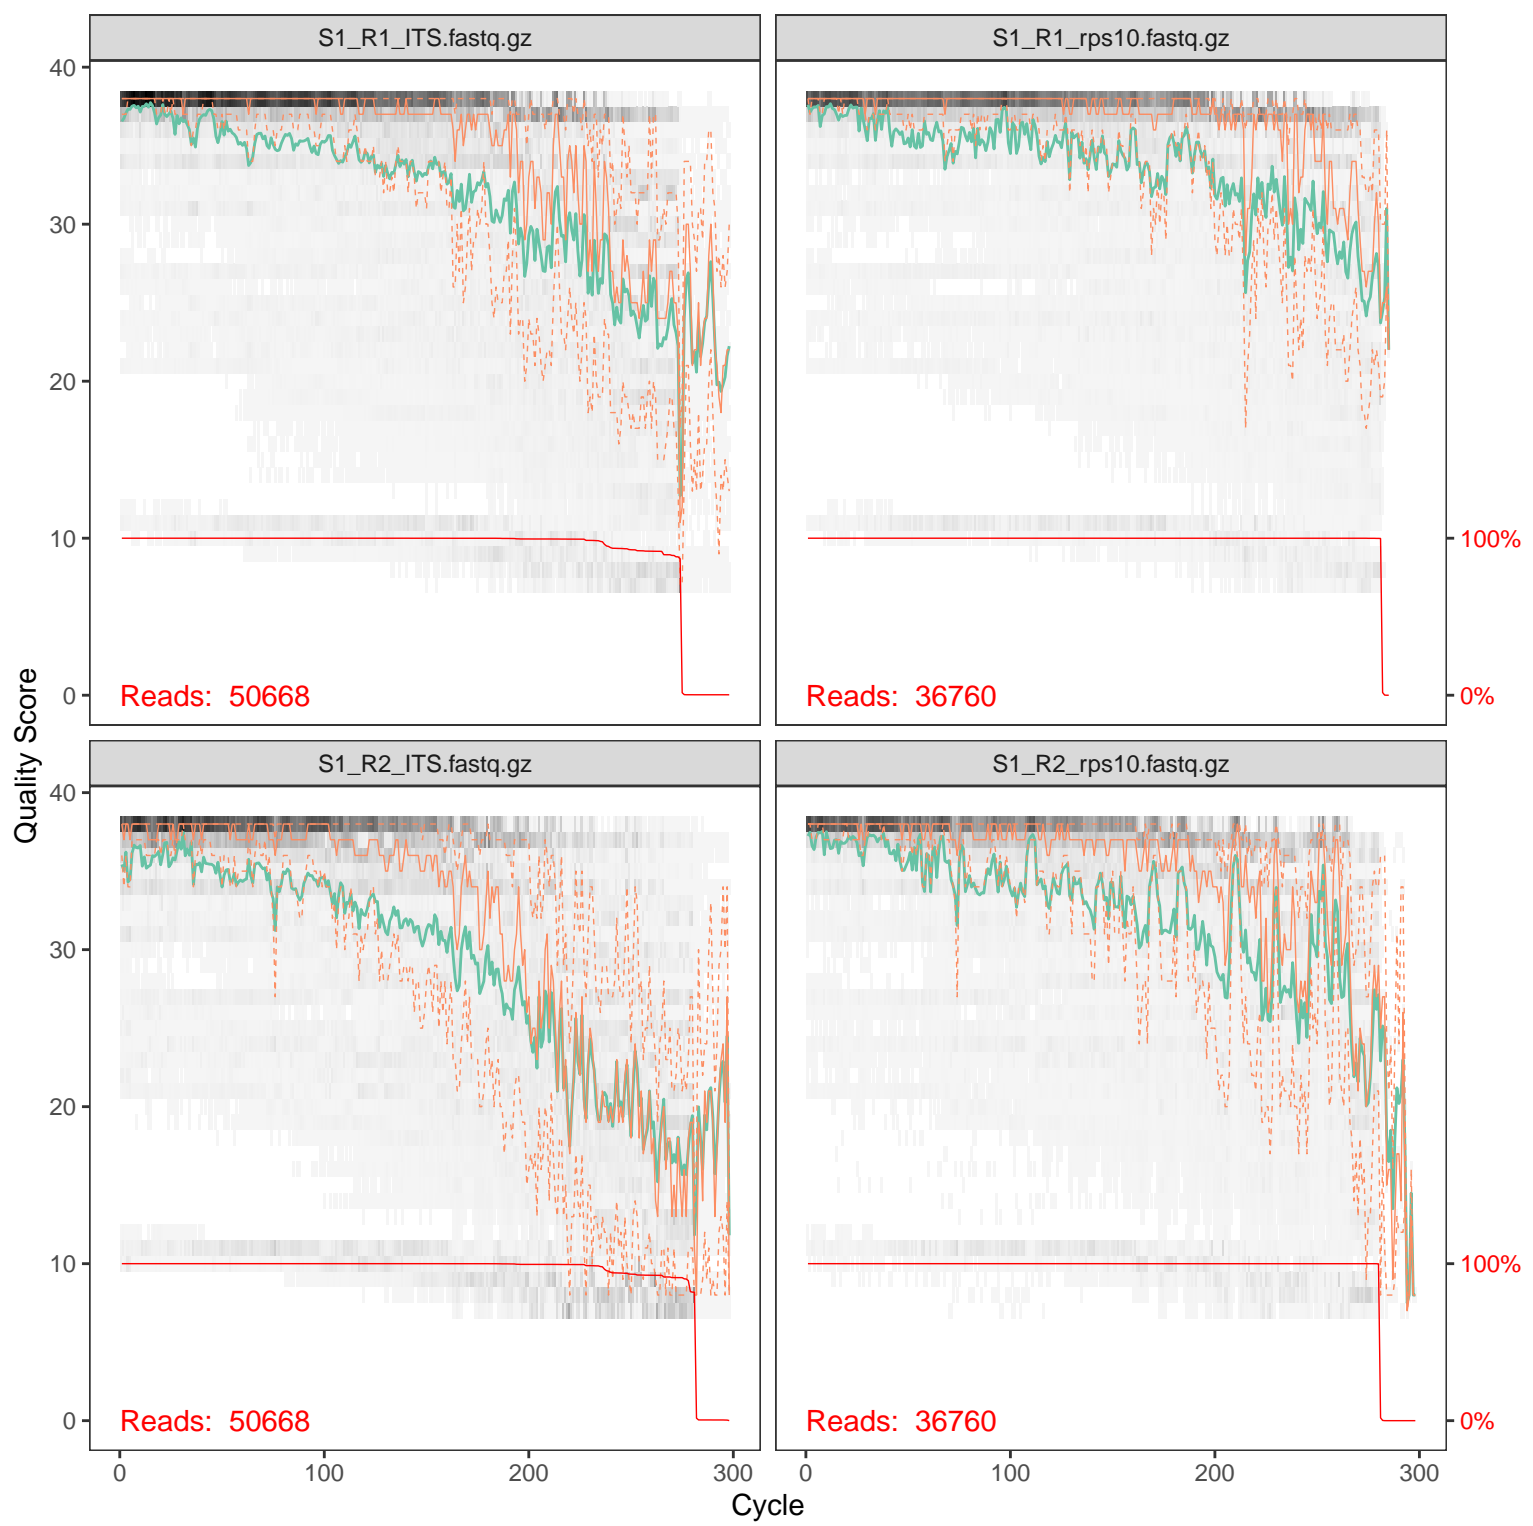 S1_R1_ITS.fastq.gz
S1_R1_rps10.fastq.gz
40
30
20
10
0
Reads: 50668
Reads: 36760
100%
0%
Quality Score
S1_R2_ITS.fastq.gz
S1_R2_rps10.fastq.gz
40
30
20
10
0
Reads: 50668
Reads: 36760
100%
0%
0 100 200 300
0 100 200 300
Cycle